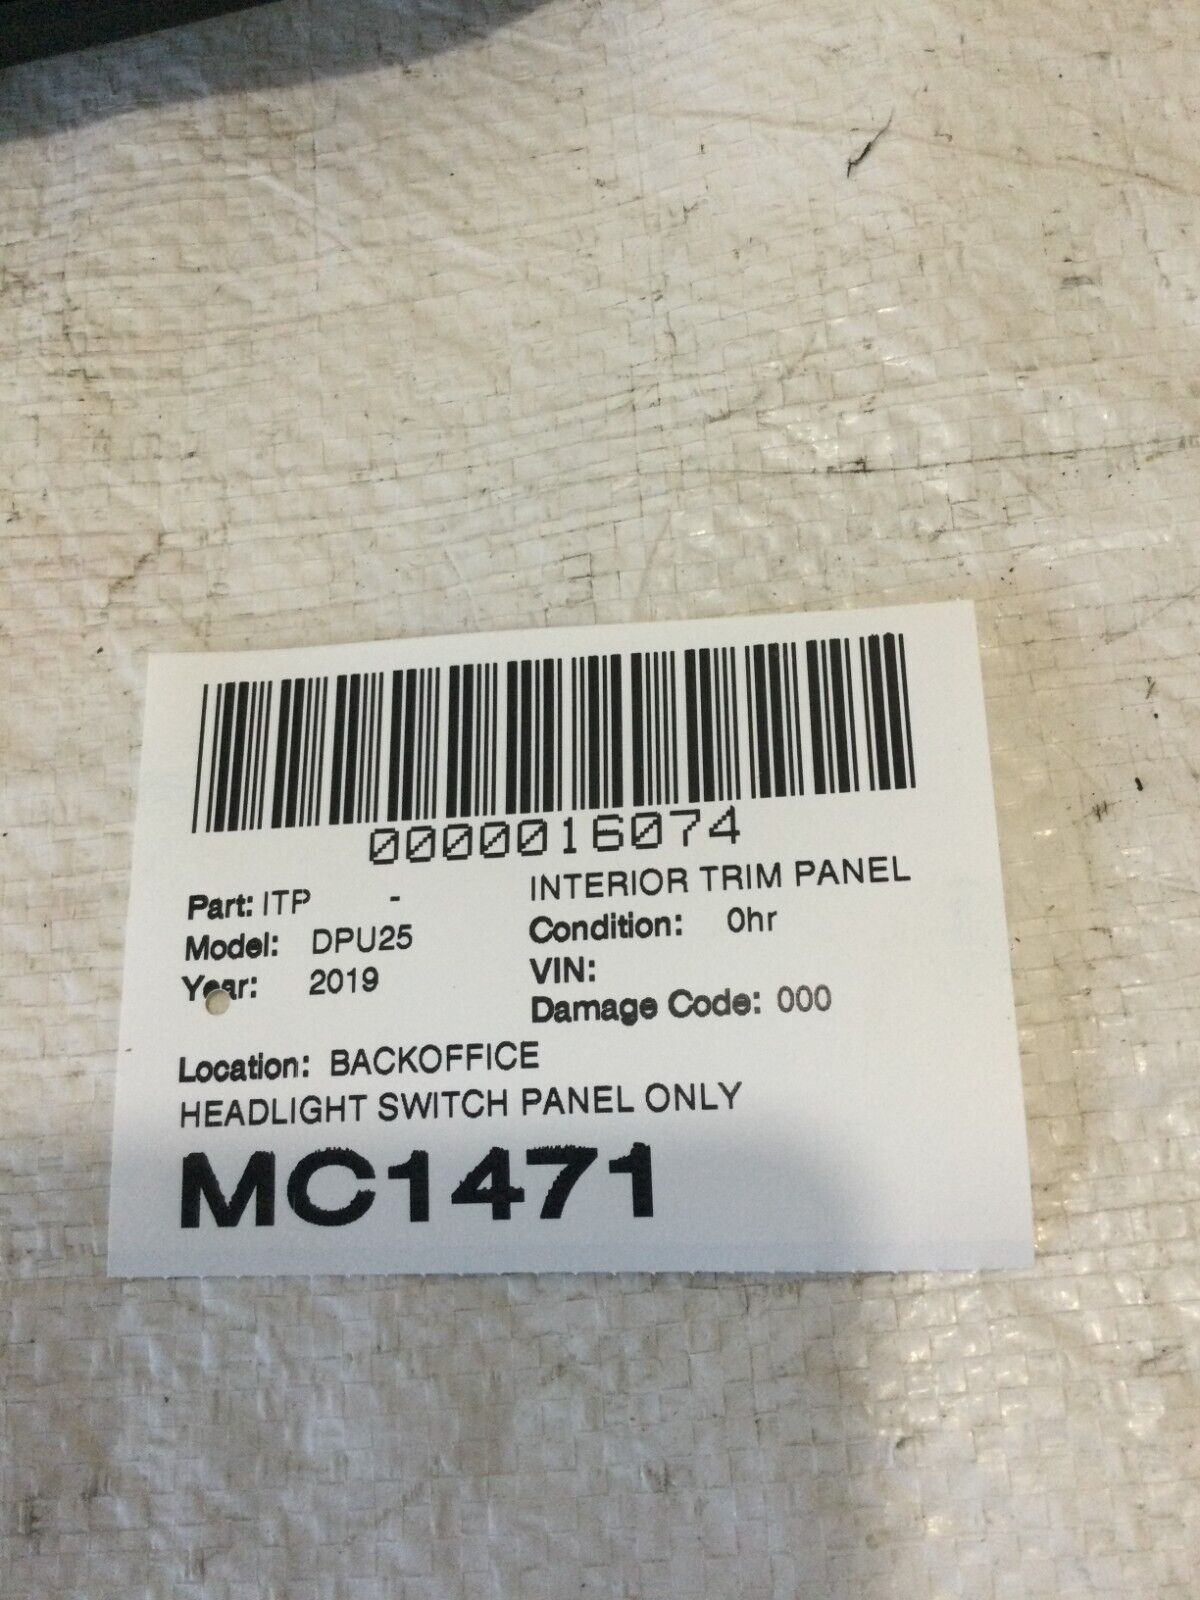 0000016074
Part: ITP - INTERIOR TRIM PANEL
Model: DPU25 Condition: 0hr
Year: 2019 VIN:
Damage Code: 000
Location: BACKOFFICE
HEADLIGHT SWITCH PANEL ONLY
MC1471